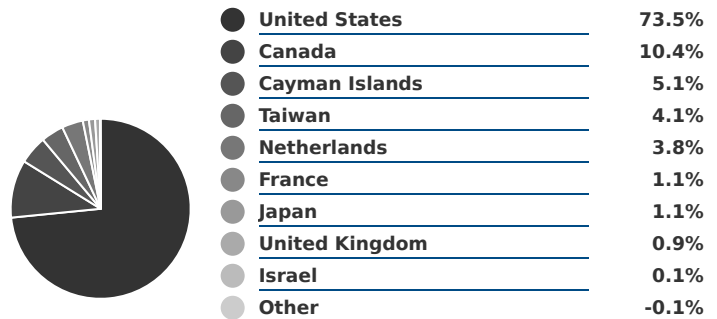 United States 73.5%
Canada 10.4%
Cayman Islands 5.1%
Taiwan 4.1%
Netherlands 3.8%
France 1.1%
Japan 1.1%
United Kingdom 0.9%
Israel 0.1%
Other -0.1%